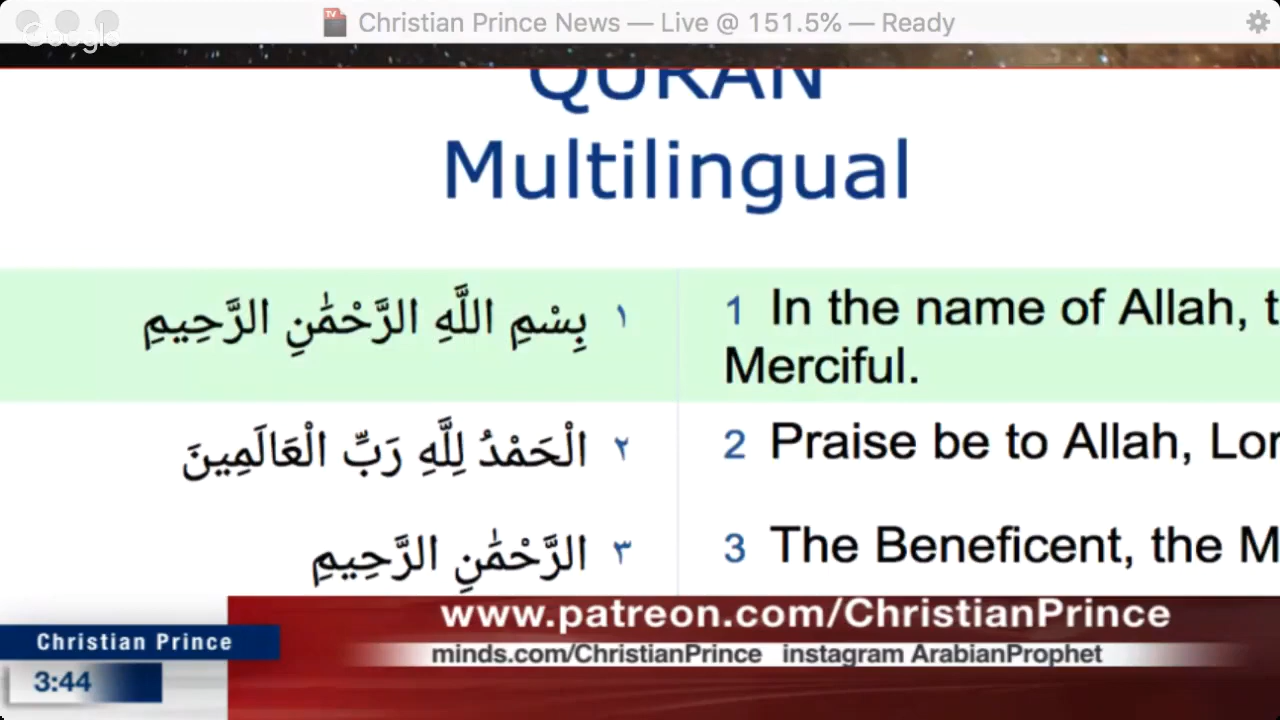 Christian Prince News — Live @ 151.5% — Ready
Google
QURAN
Multilingual
١ بِسْمِ اللَّهِ الرَّحْمَٰنِ الرَّحِيمِ
1 In the name of Allah, t
Merciful.
٢ الْحَمْدُ لِلَّهِ رَبِّ الْعَالَمِينَ
2 Praise be to Allah, Lor
٣ الرَّحْمَٰنِ الرَّحِيمِ
3 The Beneficent, the M
www.patreon.com/ChristianPrince
Christian Prince
minds.com/ChristianPrince instagram ArabianProphet
3:44